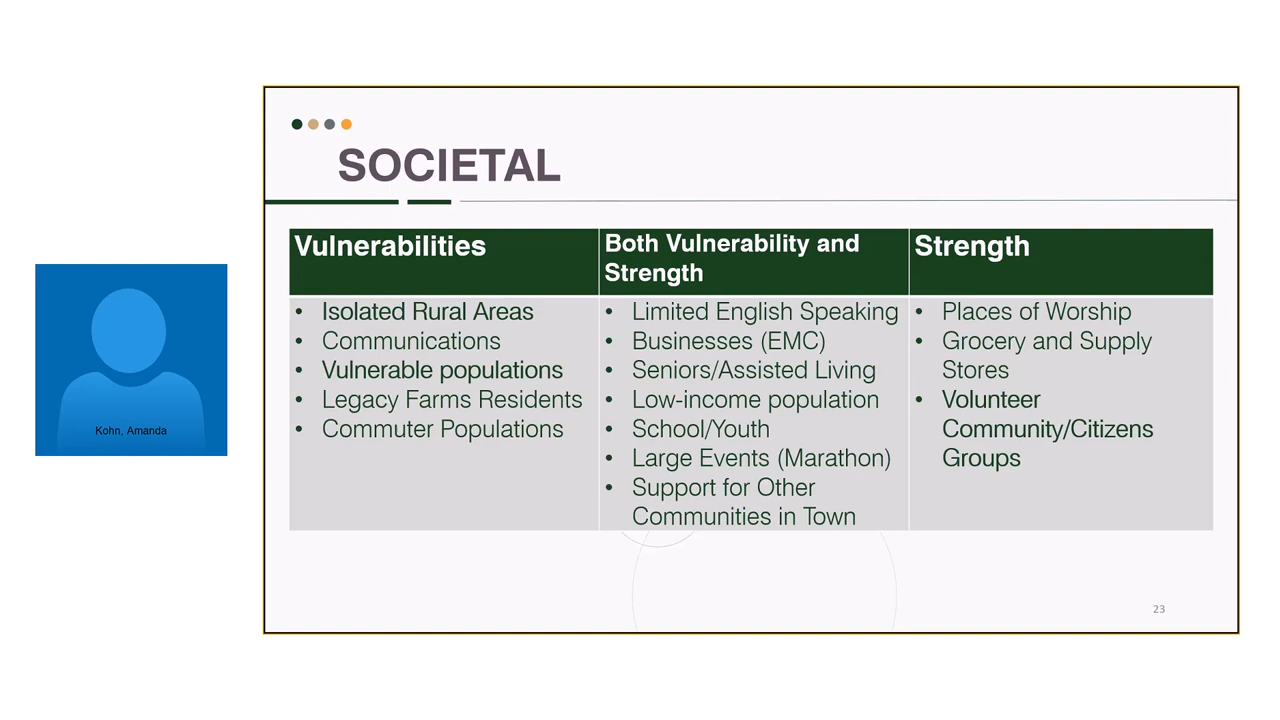 SOCIETAL
Vulnerabilities
• Isolated Rural Areas
• Communications
• Vulnerable populations
• Legacy Farms Residents
• Commuter Populations
Both Vulnerability and
Strength
• Limited English Speaking
• Businesses (EMC)
• Seniors/Assisted Living
• Low-income population
• School/Youth
• Large Events (Marathon)
• Support for Other
Communities in Town
Strength
• Places of Worship
• Grocery and Supply
Stores
• Volunteer
Community/Citizens
Groups
Kohn, Amanda
23